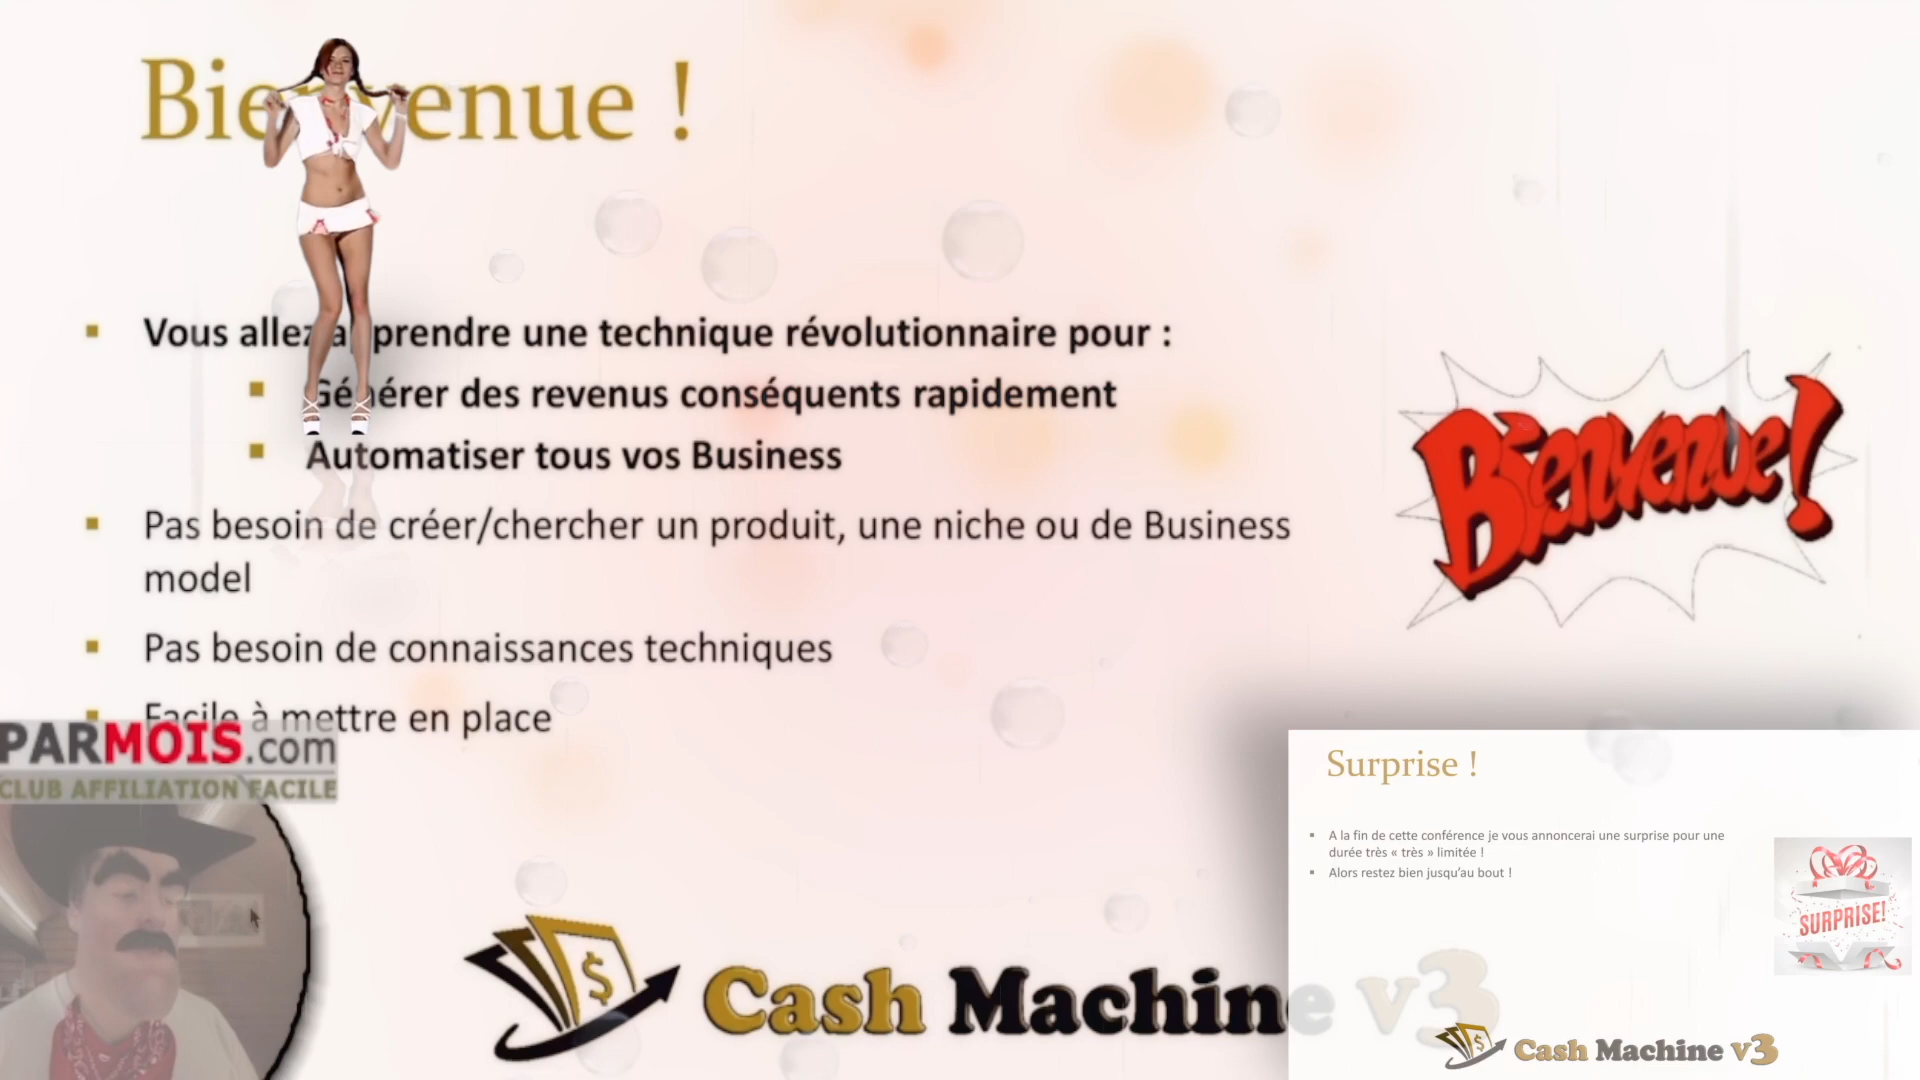 Bienvenue !
Vous allez apprendre une technique révolutionnaire pour :
Générer des revenus conséquents rapidement
Automatiser tous vos Business
Pas besoin de créer/chercher un produit, une niche ou de Business
model
Pas besoin de connaissances techniques
Facile à mettre en place
Bienvenue!
PARMOIS.com
CLUB AFFILIATION FACILE
Cash Machine v3
Surprise !
A la fin de cette conférence je vous annoncerai une surprise pour une
durée très « très » limitée !
Alors restez bien jusqu'au bout !
SURPRISE!
Cash Machine v3